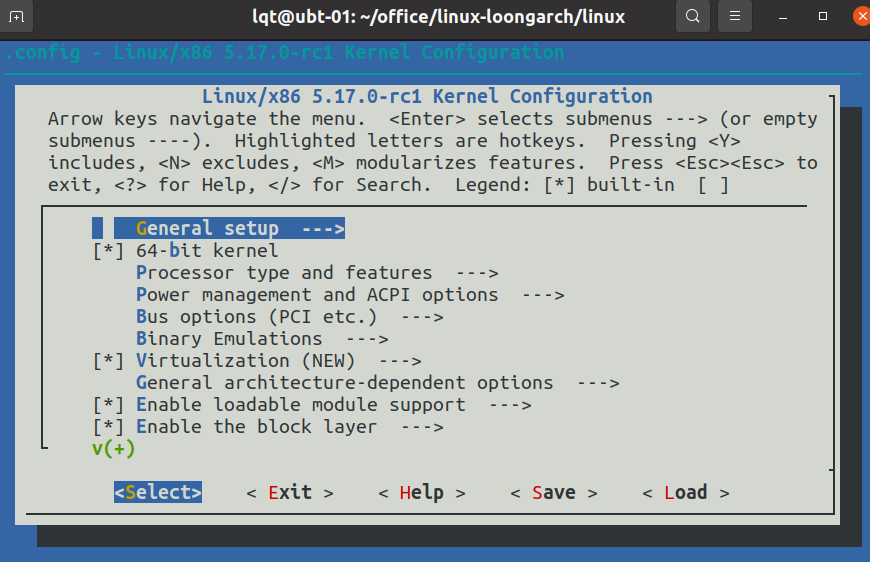 lqt@ubt-01: ~/office/linux-loongarch/linux
.config - Linux/x86 5.17.0-rc1 Kernel Configuration
Linux/x86 5.17.0-rc1 Kernel Configuration
Arrow keys navigate the menu.  <Enter> selects submenus ---> (or empty
submenus ----).  Highlighted letters are hotkeys.  Pressing <Y>
includes, <N> excludes, <M> modularizes features.  Press <Esc><Esc> to
exit, <?> for Help, </> for Search.  Legend: [*] built-in  [ ]
General setup  --->
[*] 64-bit kernel
Processor type and features  --->
Power management and ACPI options  --->
Bus options (PCI etc.)  --->
Binary Emulations  --->
[*] Virtualization (NEW)  --->
General architecture-dependent options  --->
[*] Enable loadable module support  --->
[*] Enable the block layer  --->
v(+)
<Select>    < Exit >    < Help >    < Save >    < Load >